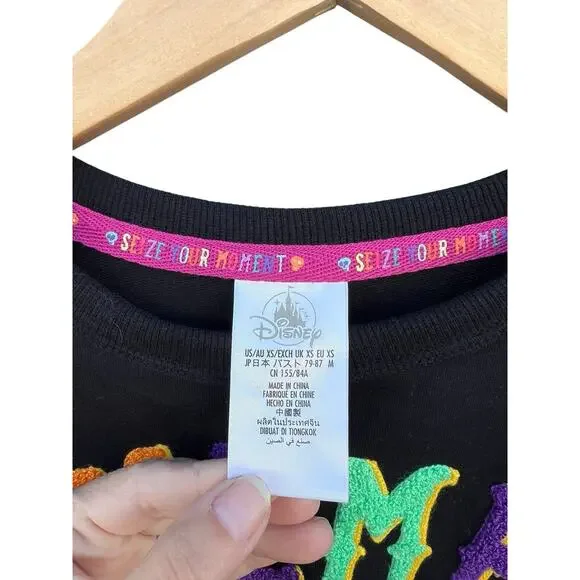 SEIZE YOUR MOMENT SEIZE YOUR MOMENT
Disney
US/AU XS/EXCH UK XS EU XS
JP日本 バスト 79-87 M
CN 155/84A
MADE IN CHINA
FABRIQUÉ EN CHINE
HECHO EN CHINA
中國製
ผลิตในประเทศจีน
DIBUAT DI TIONGKOK
صنع في الصين
M